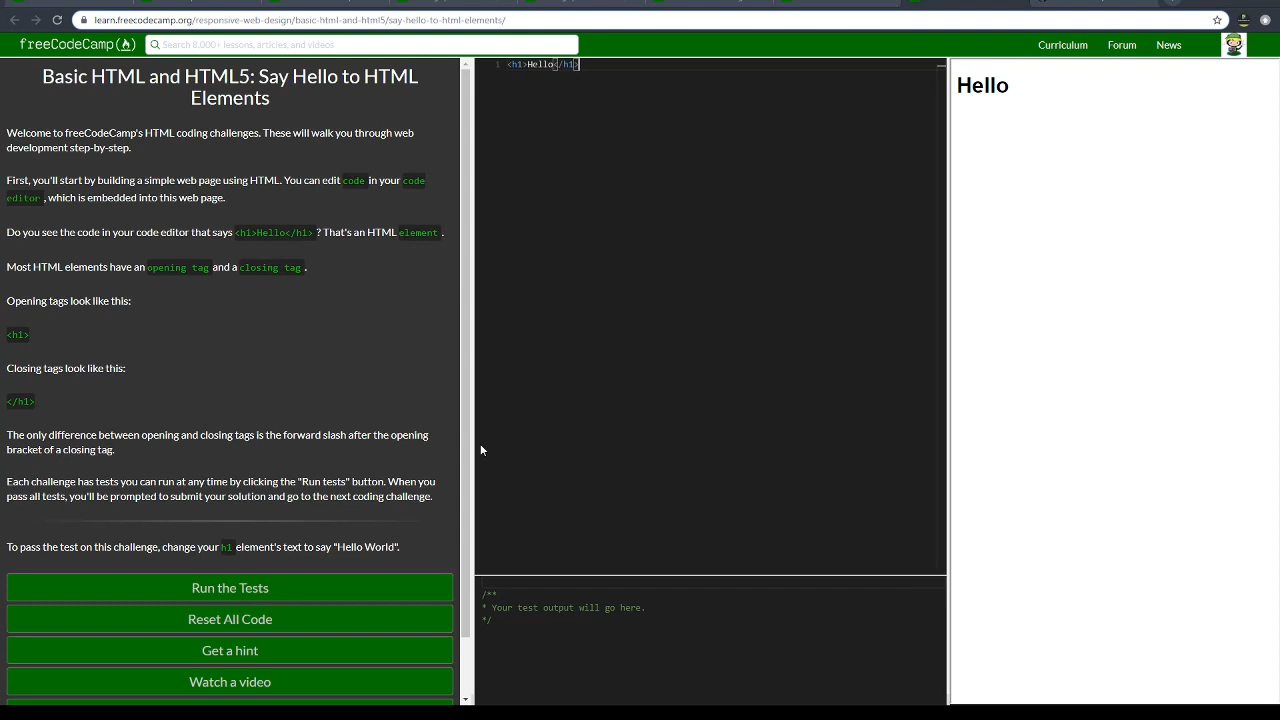 learn.freecodecamp.org/responsive-web-design/basic-html-and-html5/say-hello-to-html-elements/
freeCodeCamp
Search 8,000+ lessons, articles, and videos
Curriculum
Forum
News
Basic HTML and HTML5: Say Hello to HTML
Elements
Welcome to freeCodeCamp's HTML coding challenges. These will walk you through web
development step-by-step.
First, you'll start by building a simple web page using HTML. You can edit code in your code
editor , which is embedded into this web page.
Do you see the code in your code editor that says <h1>Hello</h1> ? That's an HTML element .
Most HTML elements have an opening tag and a closing tag .
Opening tags look like this:
<h1>
Closing tags look like this:
</h1>
The only difference between opening and closing tags is the forward slash after the opening
bracket of a closing tag.
Each challenge has tests you can run at any time by clicking the "Run tests" button. When you
pass all tests, you'll be prompted to submit your solution and go to the next coding challenge.
To pass the test on this challenge, change your h1 element's text to say "Hello World".
Run the Tests
Reset All Code
Get a hint
Watch a video
1 <h1>Hello</h1>
/**
* Your test output will go here.
*/
Hello